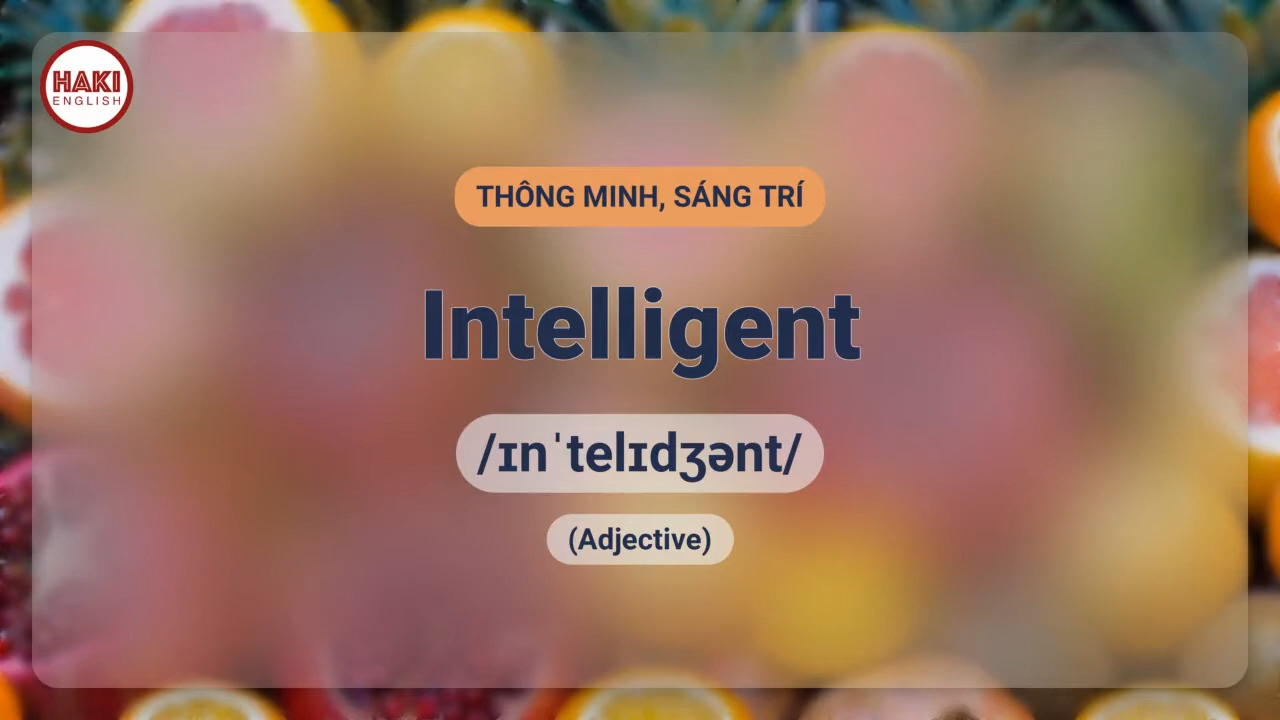 HAKI
ENGLISH
THÔNG MINH, SÁNG TRÍ
Intelligent
/ɪnˈtelɪdʒənt/
(Adjective)